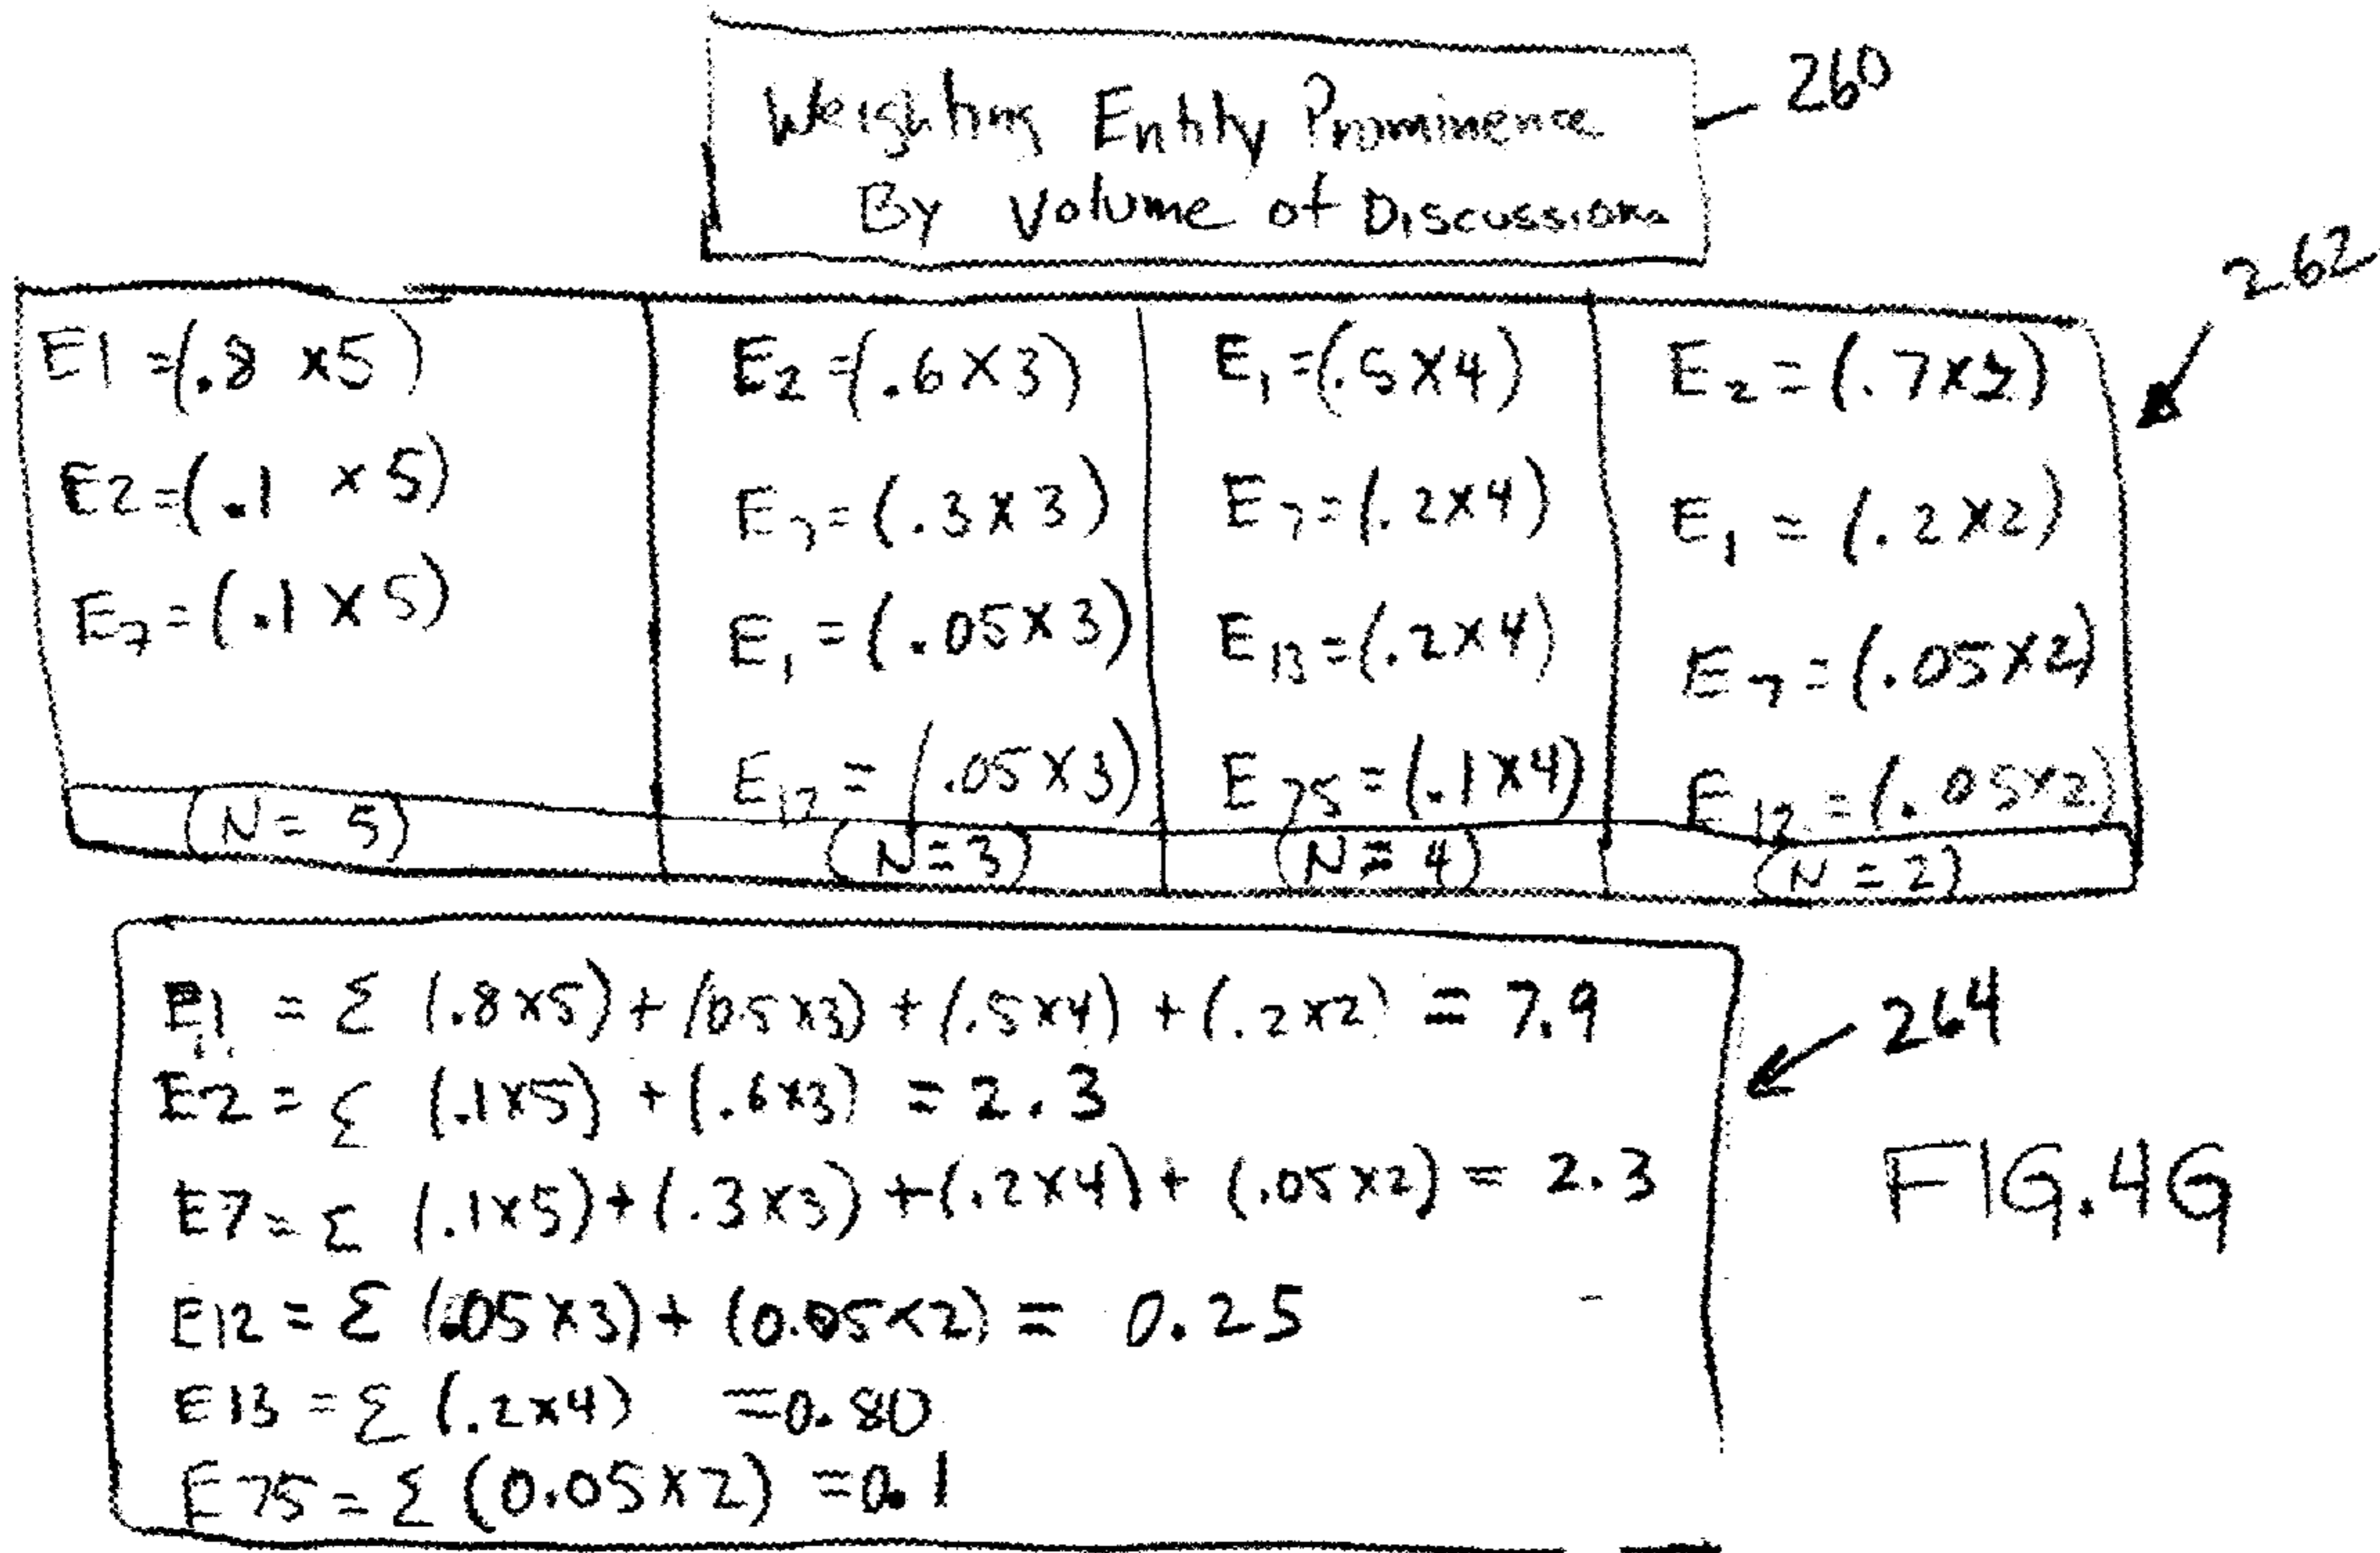 Weighting Entity Prominence
By Volume of Discussions
260
262
E1 =(.8 x5)
E2=(.1 x 5)
E7=(.1 x 5)
(N= 5)
E2=(.6x3)
E7=(.3x3)
E1=(.05x3)
E12=(.05x3)
(N=3)
E1=(.5x4)
E7=(.2x4)
E13=(.2x4)
E75=(.1x4)
(N=4)
E2=(.7x2)
E1=(.2x2)
E7=(.05x2)
E12=(.05x2)
(N=2)
E1 = Σ (.8x5)+(05x3)+(.5x4)+(.2x2) = 7.9
E2 = Σ (.1x5)+(.6x3) = 2.3
E7= Σ (.1x5)+(.3x3)+(.2x4)+(.05x2) = 2.3
E12 = Σ (.05x3)+(0.05x2) = 0.25
E13 = Σ (.2x4) =0.80
E75= Σ (0.05x2) =0.1
264
FIG.4G